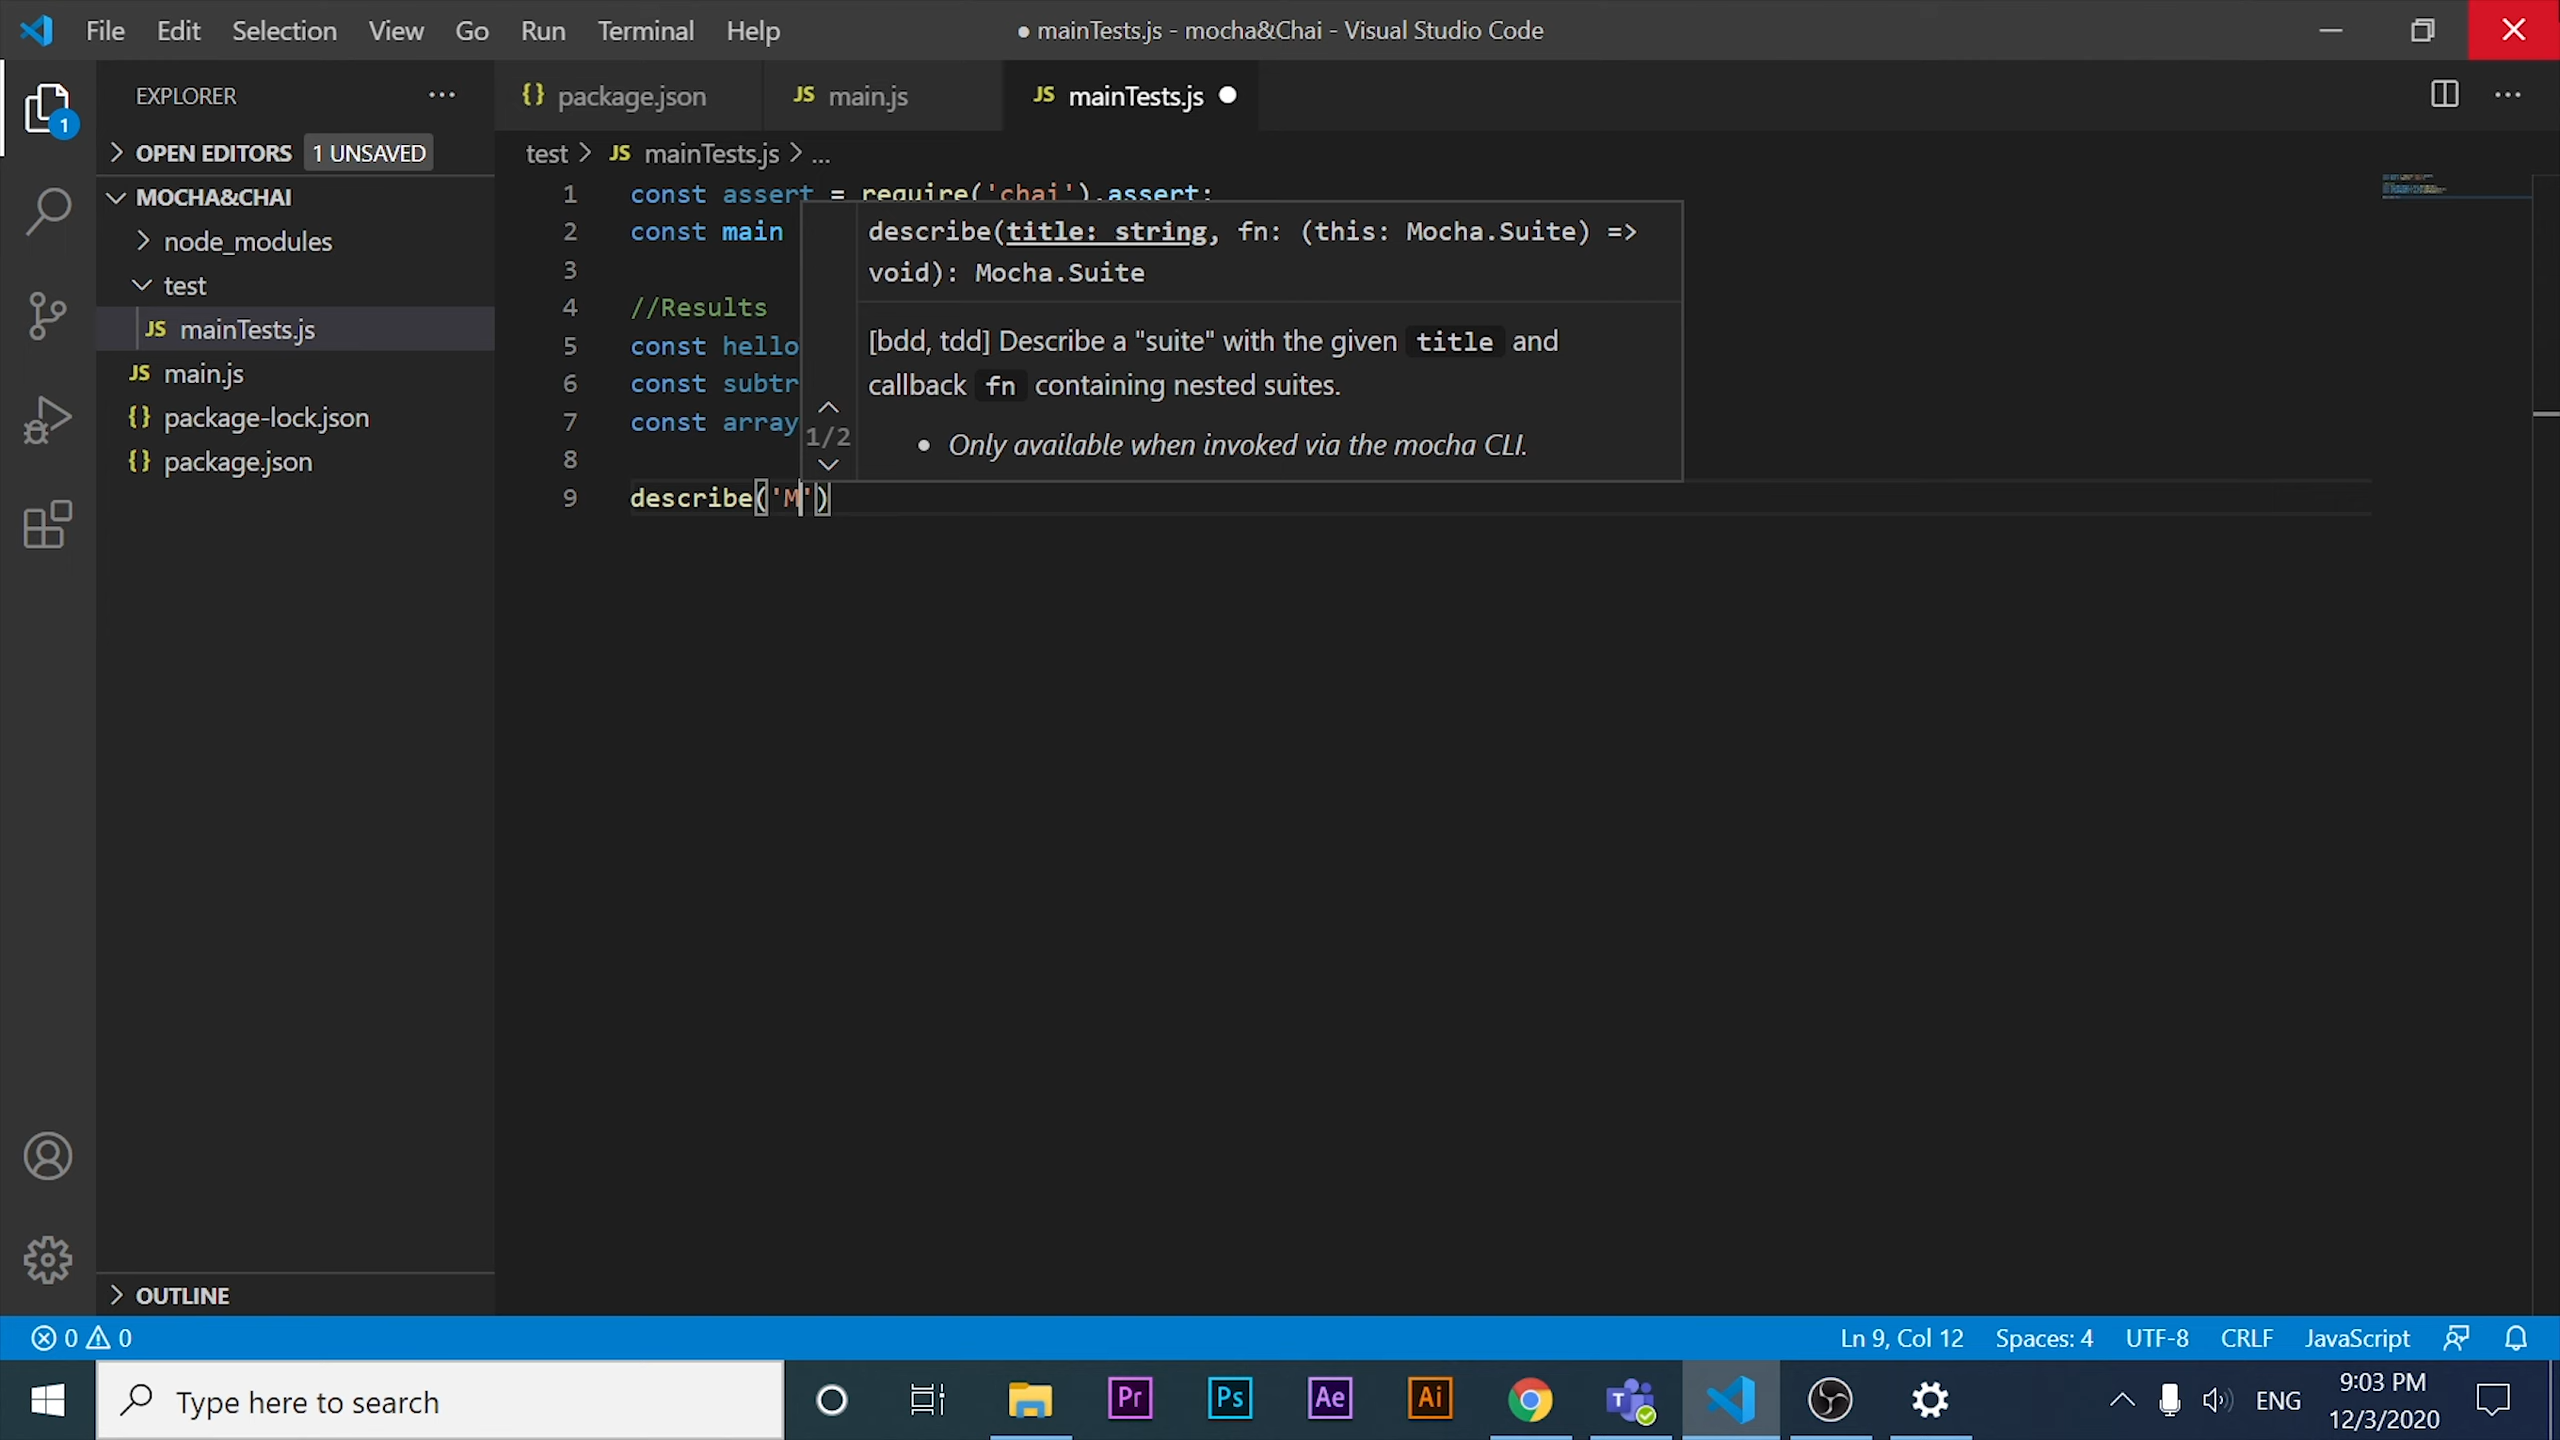 File Edit Selection View Go Run Terminal Help
● mainTests.js - mocha&Chai - Visual Studio Code
EXPLORER
{} package.json
JS main.js
JS mainTests.js
1
OPEN EDITORS 1 UNSAVED
MOCHA&CHAI
node_modules
test
JS mainTests.js
JS main.js
{} package-lock.json
{} package.json
OUTLINE
test > JS mainTests.js > ...
1 const assert = require('chai').assert;
2 const main
3
4 //Results
5 const hello
6 const subtr
7 const array
8
9 describe('M')
describe(title: string, fn: (this: Mocha.Suite) =>
void): Mocha.Suite
[bdd, tdd] Describe a "suite" with the given title and
callback fn containing nested suites.
• Only available when invoked via the mocha CLI.
1/2
0 0
Ln 9, Col 12 Spaces: 4 UTF-8 CRLF JavaScript
Type here to search
Pr Ps Ae Ai
T
ENG
9:03 PM
12/3/2020